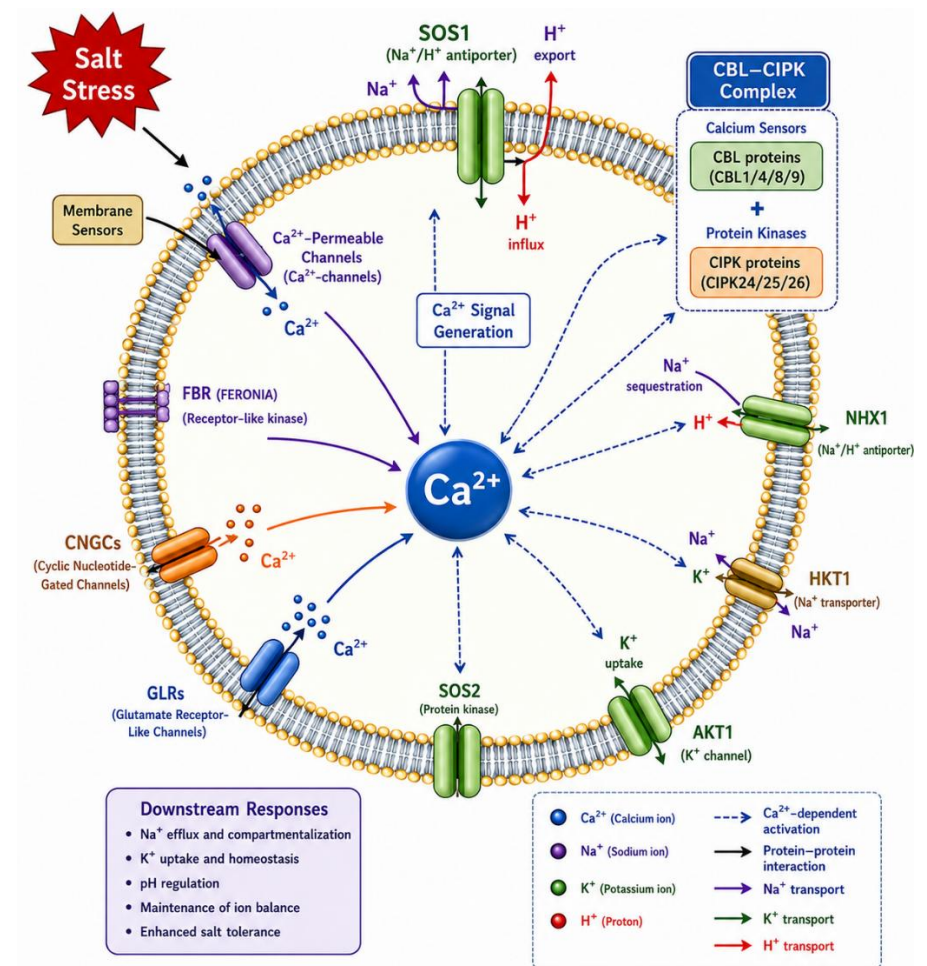 Salt
Stress
SOS1
(Na⁺/H⁺ antiporter)
Na⁺
H⁺
export
H⁺
influx
CBL–CIPK
Complex
Calcium Sensors
CBL proteins
(CBL1/4/8/9)
+
Protein Kinases
CIPK proteins
(CIPK24/25/26)
Membrane
Sensors
Ca²⁺–Permeable
Channels
(Ca²⁺–channels)
Ca²⁺
Ca²⁺ Signal
Generation
FBR (FERONIA)
(Receptor-like kinase)
Na⁺
sequestration
H⁺
NHX1
(Na⁺/H⁺ antiporter)
Ca²⁺
CNGCs
(Cyclic Nucleotide-
Gated Channels)
Ca²⁺
Na⁺
K⁺
HKT1
(Na⁺ transporter)
Na⁺
Ca²⁺
GLRs
(Glutamate Receptor-
Like Channels)
SOS2
(Protein kinase)
K⁺
uptake
AKT1
(K⁺ channel)
Downstream Responses
• Na⁺ efflux and compartmentalization
• K⁺ uptake and homeostasis
• pH regulation
• Maintenance of ion balance
• Enhanced salt tolerance
Ca²⁺ (Calcium ion)
Na⁺ (Sodium ion)
K⁺ (Potassium ion)
H⁺ (Proton)
Ca²⁺–dependent
activation
Protein–protein
interaction
Na⁺ transport
K⁺ transport
H⁺ transport